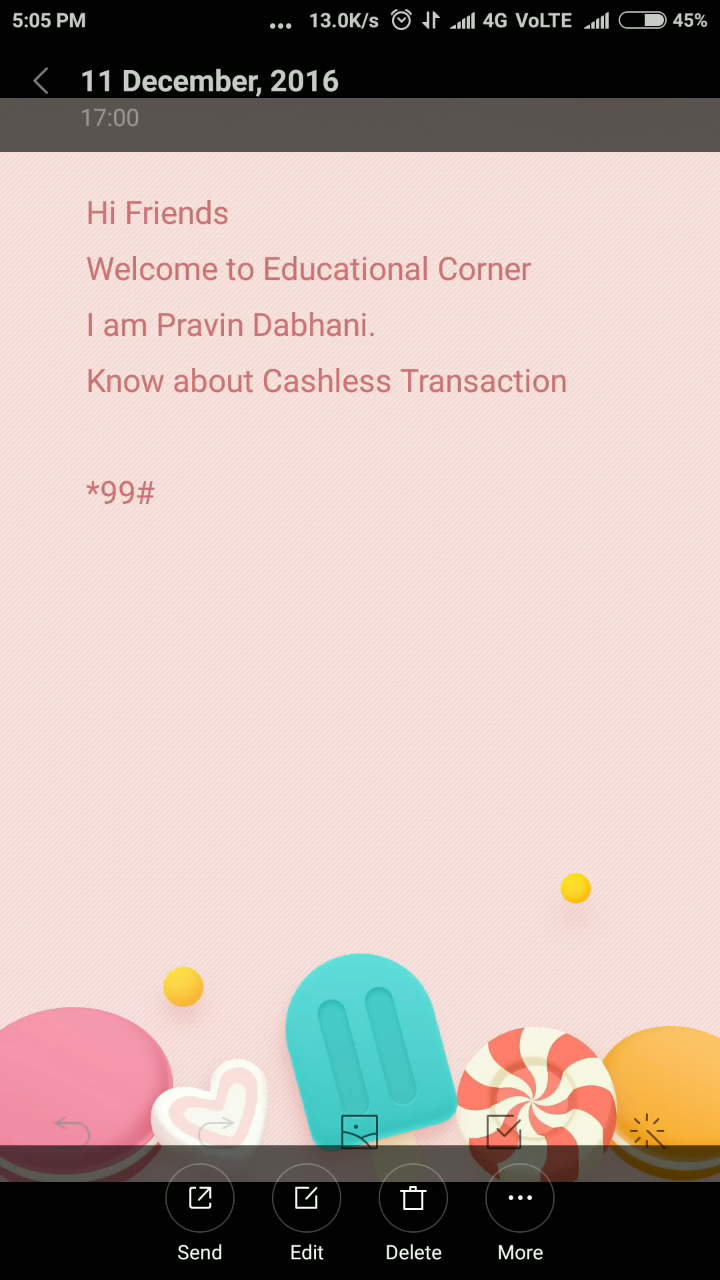 5:05 PM ... 13.0K/s 4G VoLTE 45%
11 December, 2016
17:00
Hi Friends
Welcome to Educational Corner
I am Pravin Dabhani.
Know about Cashless Transaction
*99#
Send Edit Delete More